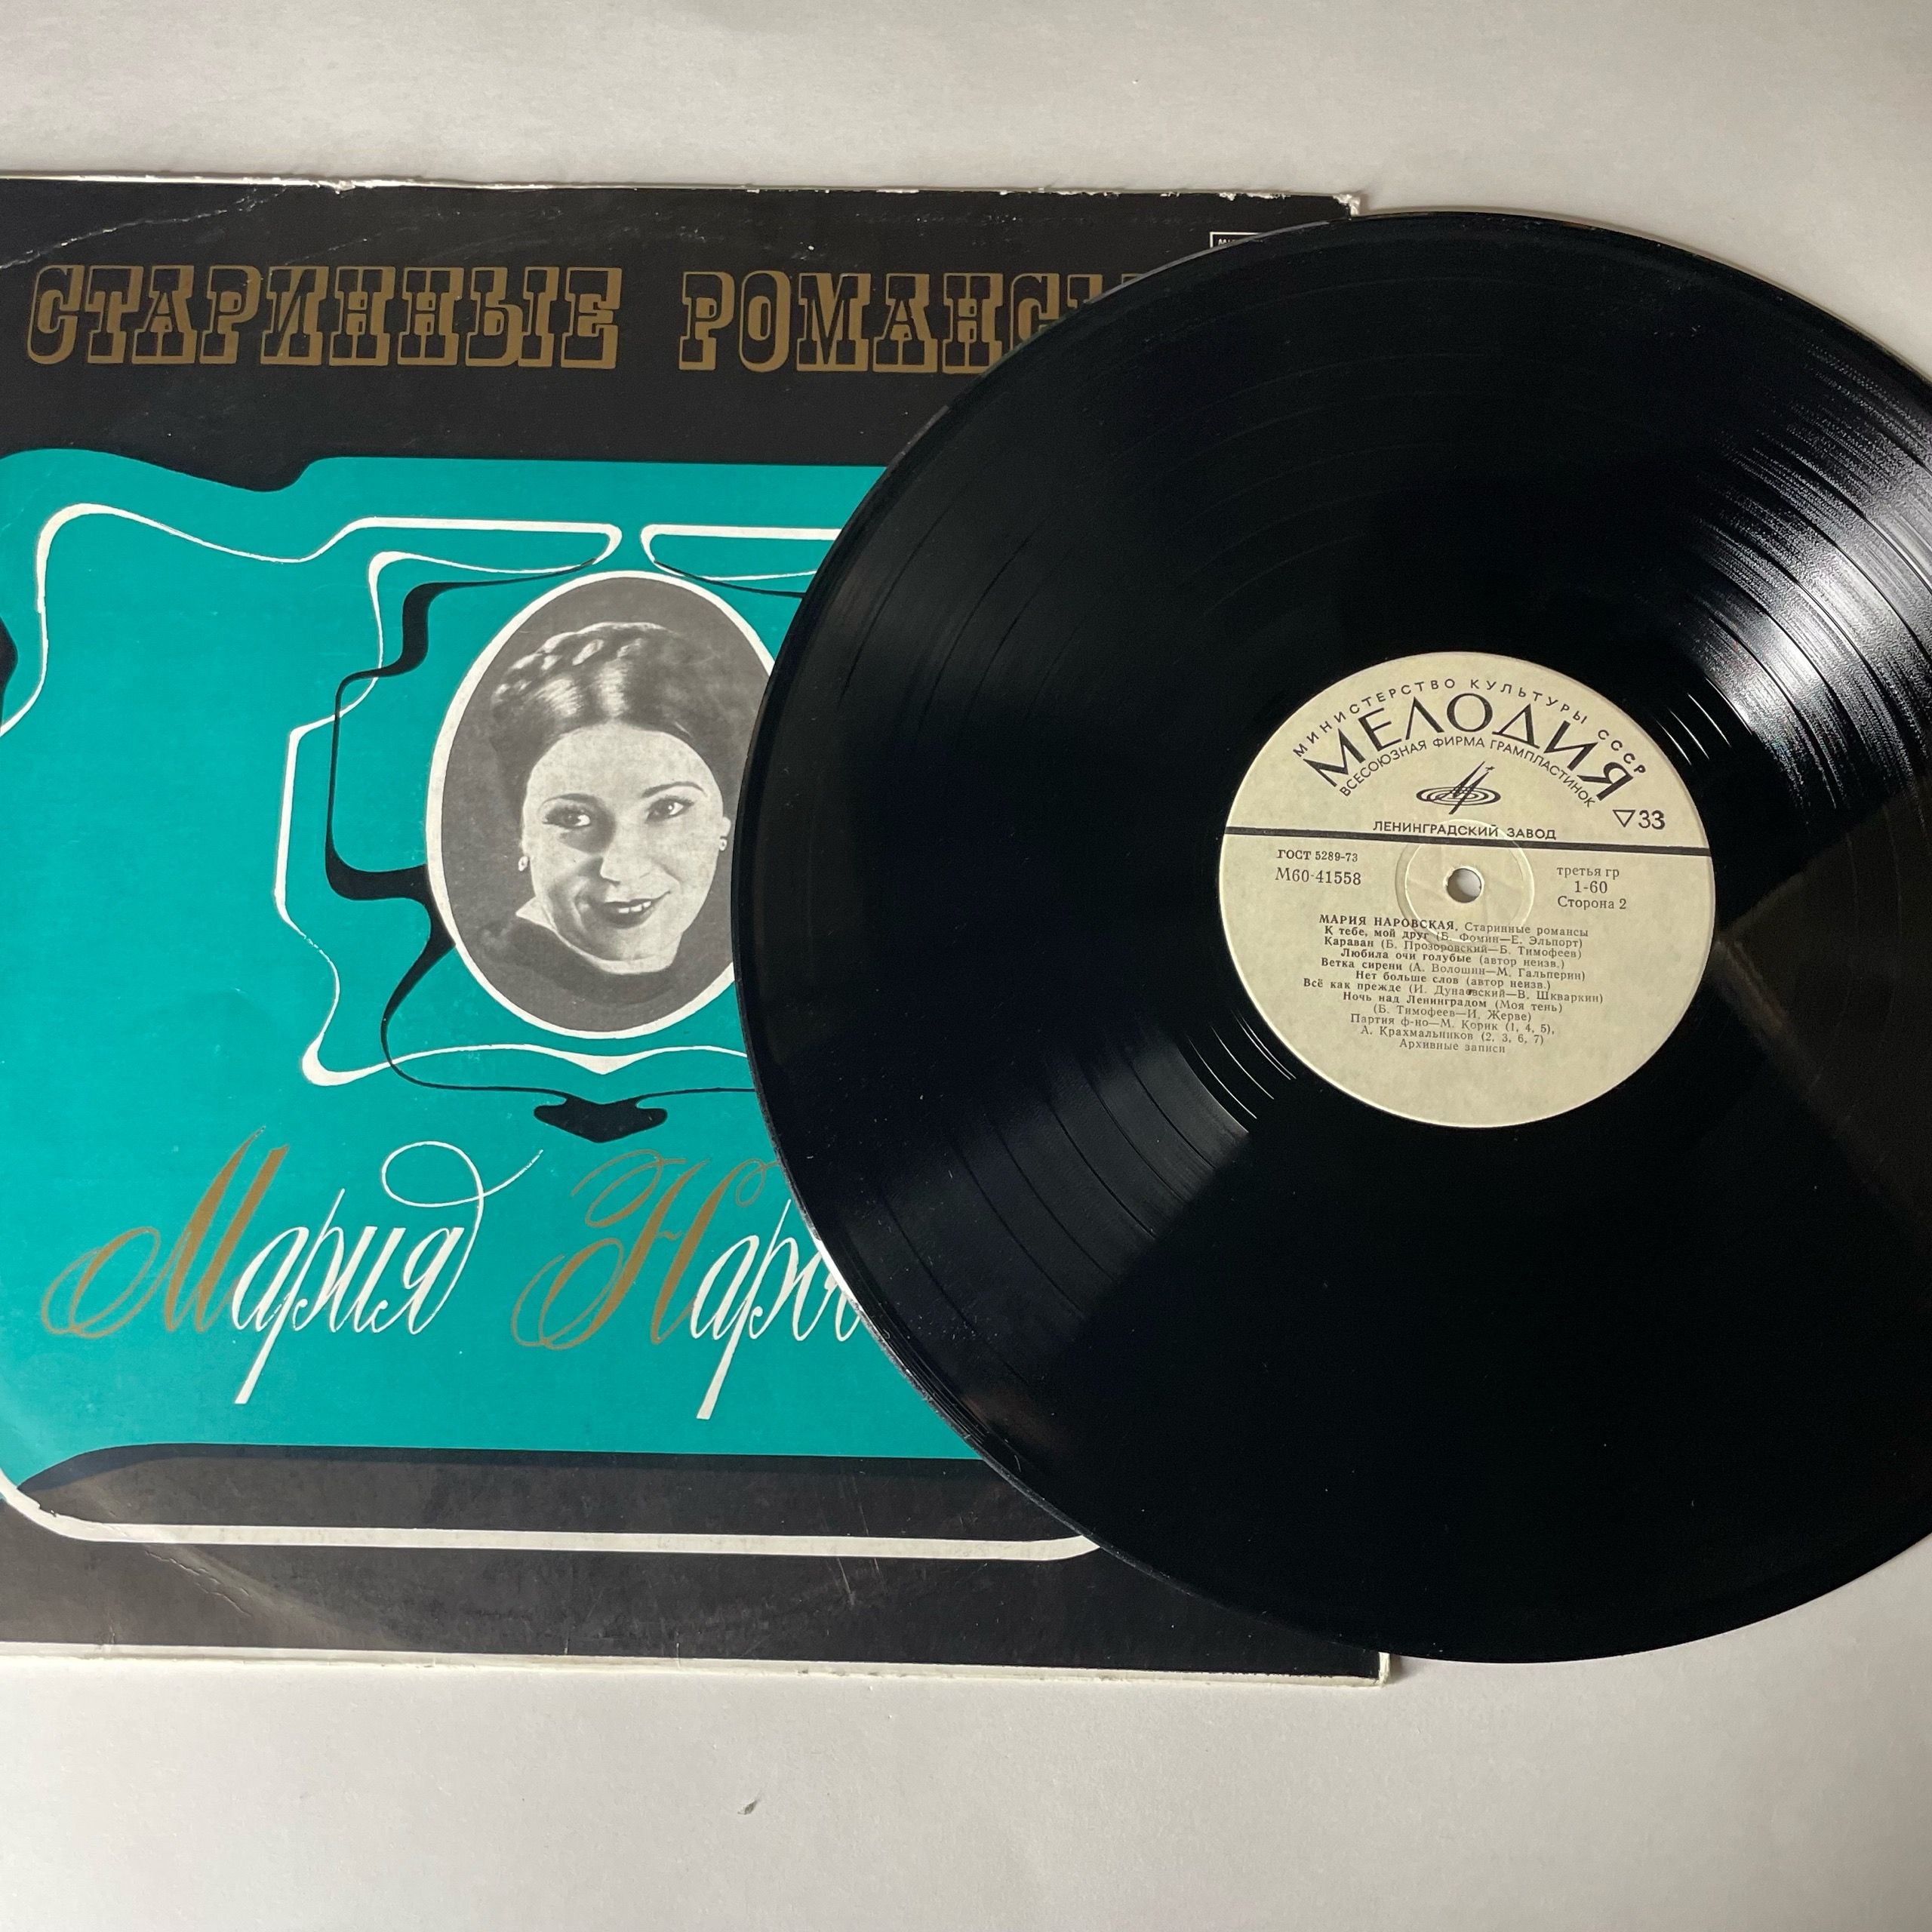 СТАРИННЫЕ РОМАНС
Мария Наро
МИНИСТЕРСТВО КУЛЬТУРЫ СССР
МЕЛОДИЯ
ВСЕСОЮЗНАЯ ФИРМА ГРАМПЛАСТИНОК
▽33
ЛЕНИНГРАДСКИЙ ЗАВОД
ГОСТ 5289-73
М60-41558
третья гр
1-60
Сторона 2
МАРИЯ НАРОВСКАЯ. Старинные романсы
К тебе, мой друг (Б. Фомин—Е. Эльпорт)
Караван (Б. Прозоровский—Б. Тимофеев)
Любила очи голубые (автор неизв.)
Ветка сирени (А. Волошин—М. Гальперин)
Нет больше слов (автор неизв.)
Всё как прежде (И. Дунаевский—В. Шкваркин)
Ночь над Ленинградом (Моя тень)
(Б. Тимофеев—И. Жерве)
Партия ф-но—М. Корик (1, 4, 5),
А. Крахмальников (2, 3, 6, 7)
Архивные записи